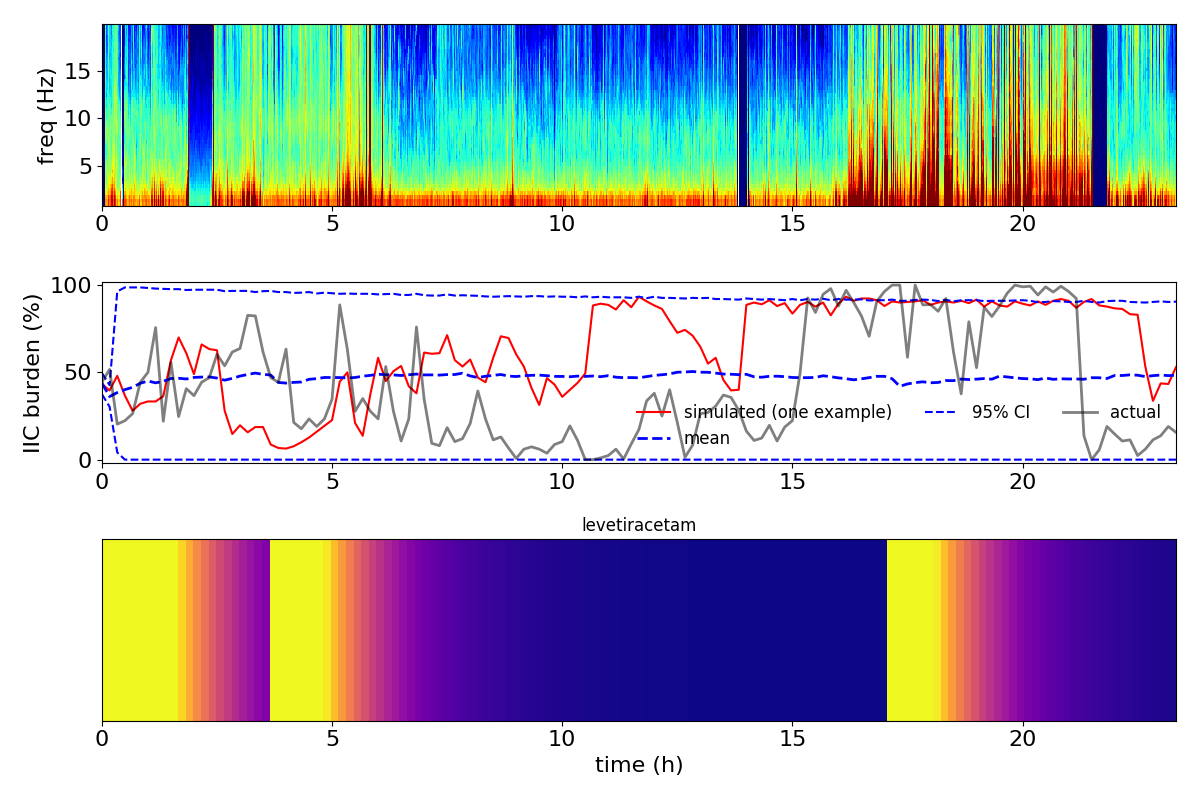 freq (Hz)
15
10
5
0 5 10 15 20
IIC burden (%)
100
50
0
simulated (one example) 95% CI actual
mean
0 5 10 15 20
levetiracetam
0 5 10 15 20
time (h)